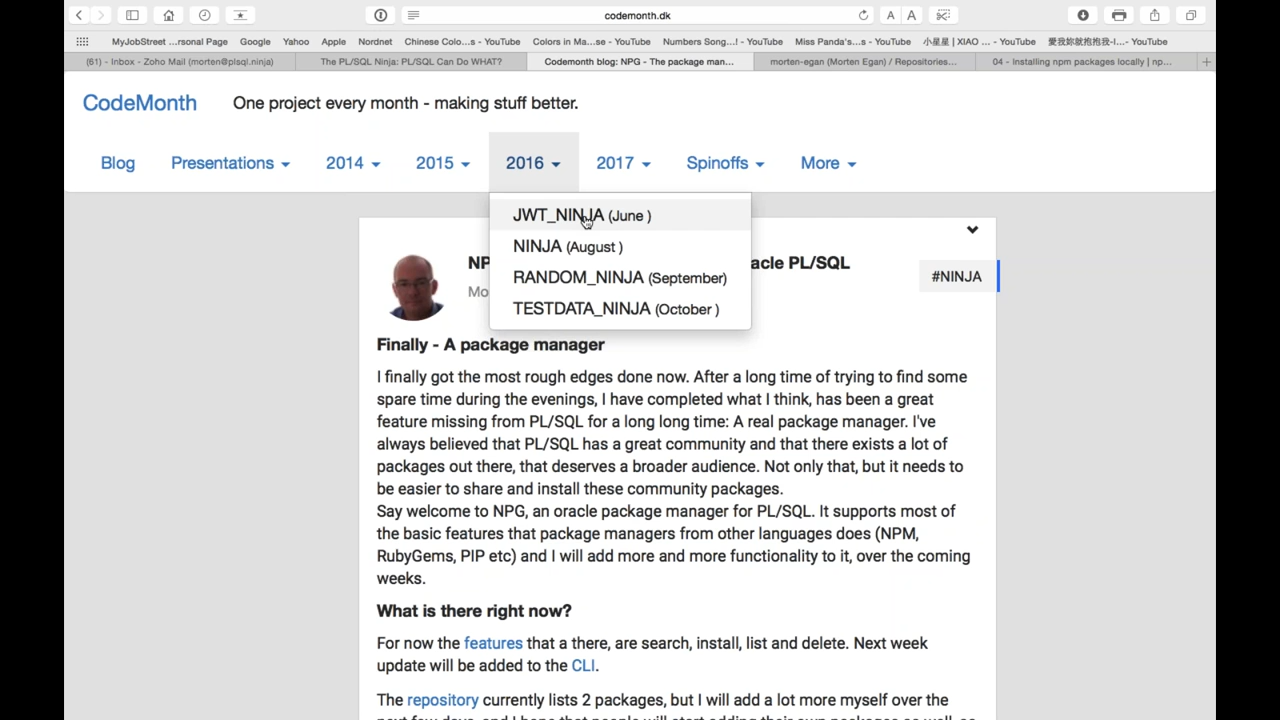 codemonth.dk
A A
MyJobStreet ...rsonal Page Google Yahoo Apple Nordnet Chinese Colo...s - YouTube Colors in Ma...se - YouTube Numbers Song...! - YouTube Miss Panda's...s - YouTube 小星星 | XIAO ... - YouTube 愛我妳就抱抱我-I...- YouTube
(61) - Inbox - Zoho Mail (morten@plsql.ninja) The PL/SQL Ninja: PL/SQL Can Do WHAT? Codemonth blog: NPG - The package man... morten-egan (Morten Egan) / Repositories... 04 - Installing npm packages locally | np...
CodeMonth One project every month - making stuff better.
Blog Presentations 2014 2015 2016 2017 Spinoffs More
JWT_NINJA (June )
NINJA (August )
RANDOM_NINJA (September)
TESTDATA_NINJA (October )
NP acle PL/SQL
#NINJA
Mo
Finally - A package manager
I finally got the most rough edges done now. After a long time of trying to find some
spare time during the evenings, I have completed what I think, has been a great
feature missing from PL/SQL for a long long time: A real package manager. I've
always believed that PL/SQL has a great community and that there exists a lot of
packages out there, that deserves a broader audience. Not only that, but it needs to
be easier to share and install these community packages.
Say welcome to NPG, an oracle package manager for PL/SQL. It supports most of
the basic features that package managers from other languages does (NPM,
RubyGems, PIP etc) and I will add more and more functionality to it, over the coming
weeks.
What is there right now?
For now the features that a there, are search, install, list and delete. Next week
update will be added to the CLI.
The repository currently lists 2 packages, but I will add a lot more myself over the